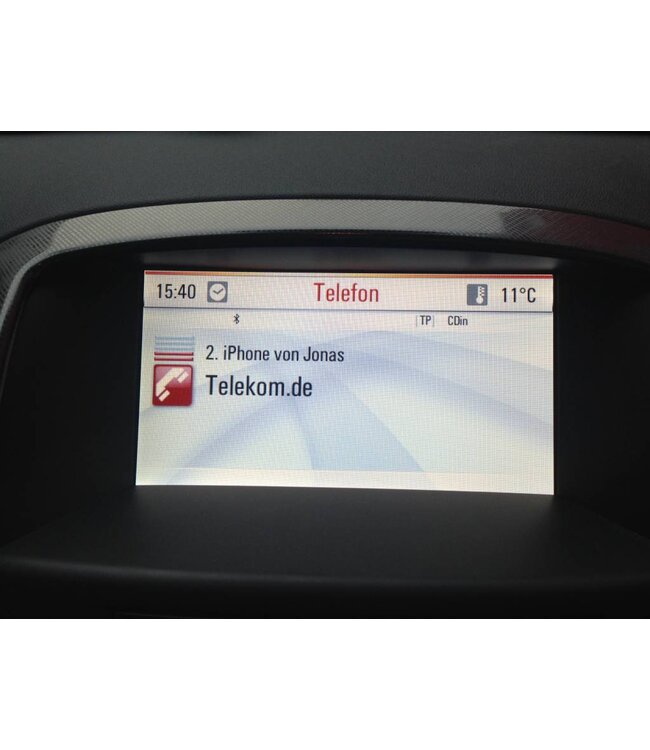 15:40 Telefon 11°C
TP CDin
2. iPhone von Jonas
Telekom.de